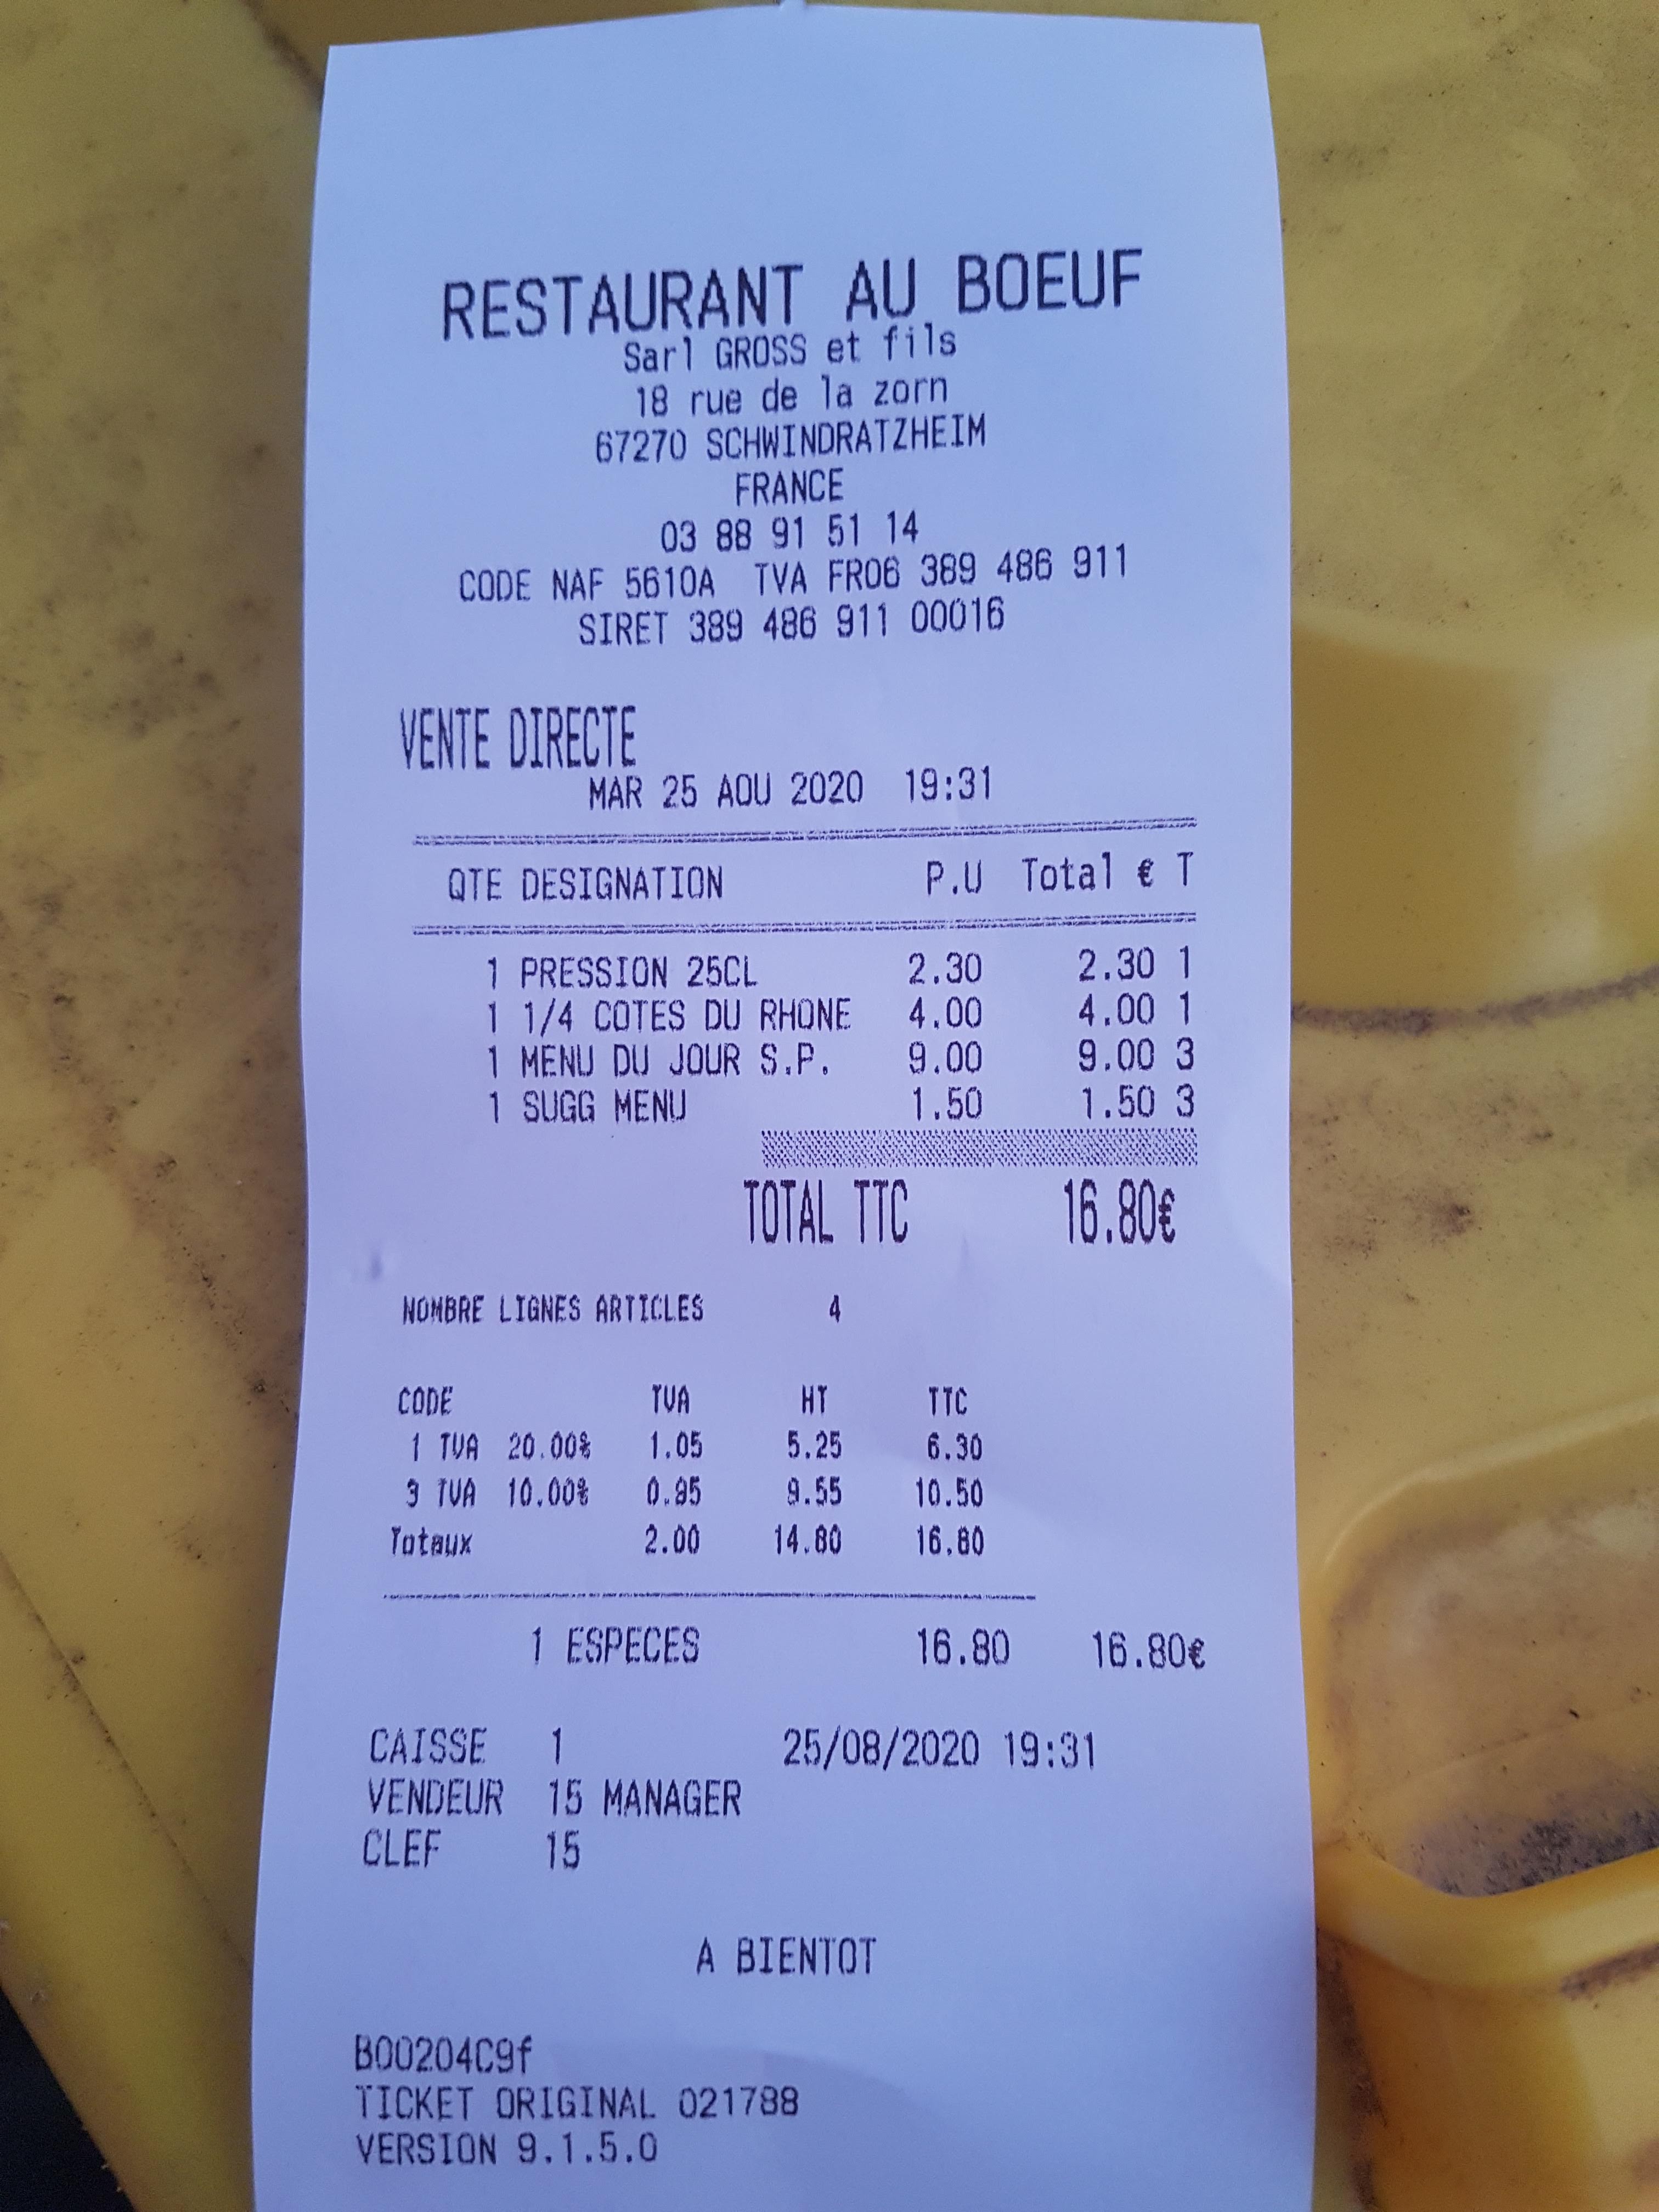 RESTAURANT AU BOEUF
Sarl GROSS et fils
18 rue de la zorn
67270 SCHWINDRATZHEIM
FRANCE
03 88 91 51 14
CODE NAF 5610A TVA FR06 389 486 911
SIRET 389 486 911 00016
VENTE DIRECTE
MAR 25 AOU 2020 19:31
QTE DESIGNATION P.U Total € T
1 PRESSION 25CL 2.30 2.30 1
1 1/4 COTES DU RHONE 4.00 4.00 1
1 MENU DU JOUR S.P. 9.00 9.00 3
1 SUGG MENU 1.50 1.50 3
TOTAL TTC 16.80€
NOMBRE LIGNES ARTICLES 4
CODE TVA HT TTC
1 TVA 20.00% 1.05 5.25 6.30
3 TVA 10.00% 0.95 9.55 10.50
Totaux 2.00 14.80 16.80
1 ESPECES 16.80 16.80€
CAISSE 1 25/08/2020 19:31
VENDEUR 15 MANAGER
CLEF 15
A BIENTOT
B00204C9f
TICKET ORIGINAL 021788
VERSION 9.1.5.0